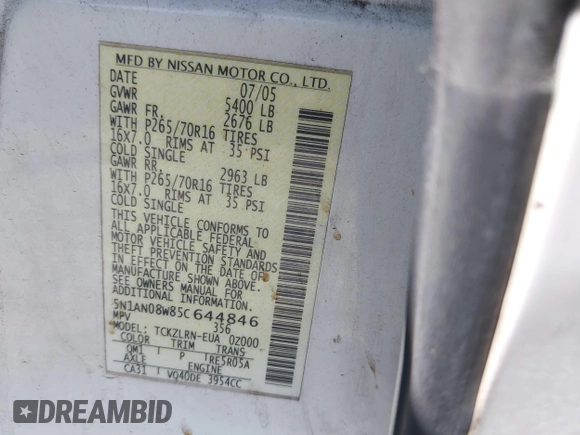 MFD BY NISSAN MOTOR CO., LTD.
DATE 07/05
GVWR 5400 LB
GAWR FR. 2676 LB
WITH P265/70R16 TIRES
16X7.0 RIMS AT 35 PSI
COLD SINGLE
GAWR RR. 2963 LB
WITH P265/70R16 TIRES
16X7.0 RIMS AT 35 PSI
COLD SINGLE
THIS VEHICLE CONFORMS TO
ALL APPLICABLE FEDERAL
MOTOR VEHICLE SAFETY AND
THEFT PREVENTION STANDARDS
IN EFFECT ON THE DATE OF
MANUFACTURE SHOWN ABOVE.
SEE OWNERS MANUAL FOR
ADDITIONAL INFORMATION.
5N1AN08W85C644846
MPV 356
MODEL: TCKZLRN-EUA 0Z000
COLOR TRIM TRANS
QM1 P RE5R05A
AXLE ENGINE
CA31 VQ40DE 3954CC
DREAMBID